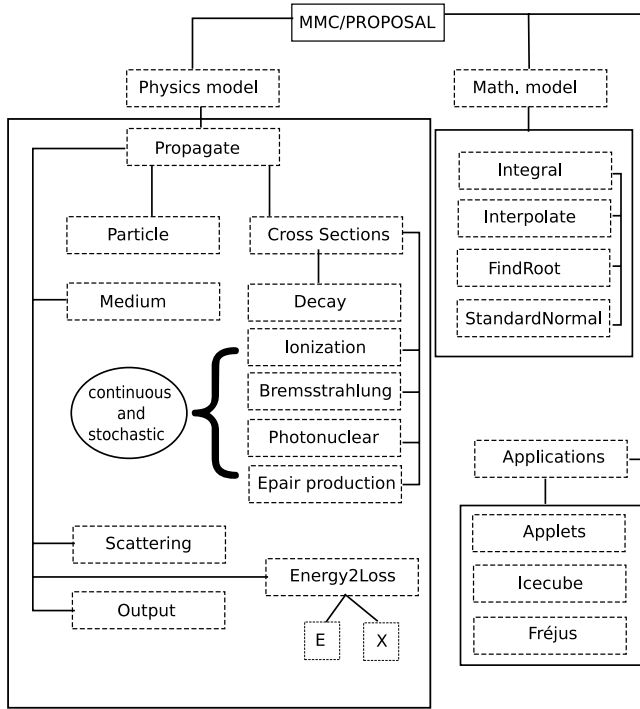 MMC/PROPOSAL
Physics model
Math. model
Propagate
Particle
Cross Sections
Medium
Decay
Ionization
Bremsstrahlung
Photonuclear
Epair production
continuous
and
stochastic
Scattering
Energy2Loss
Output
E
X
Integral
Interpolate
FindRoot
StandardNormal
Applications
Applets
Icecube
Fréjus